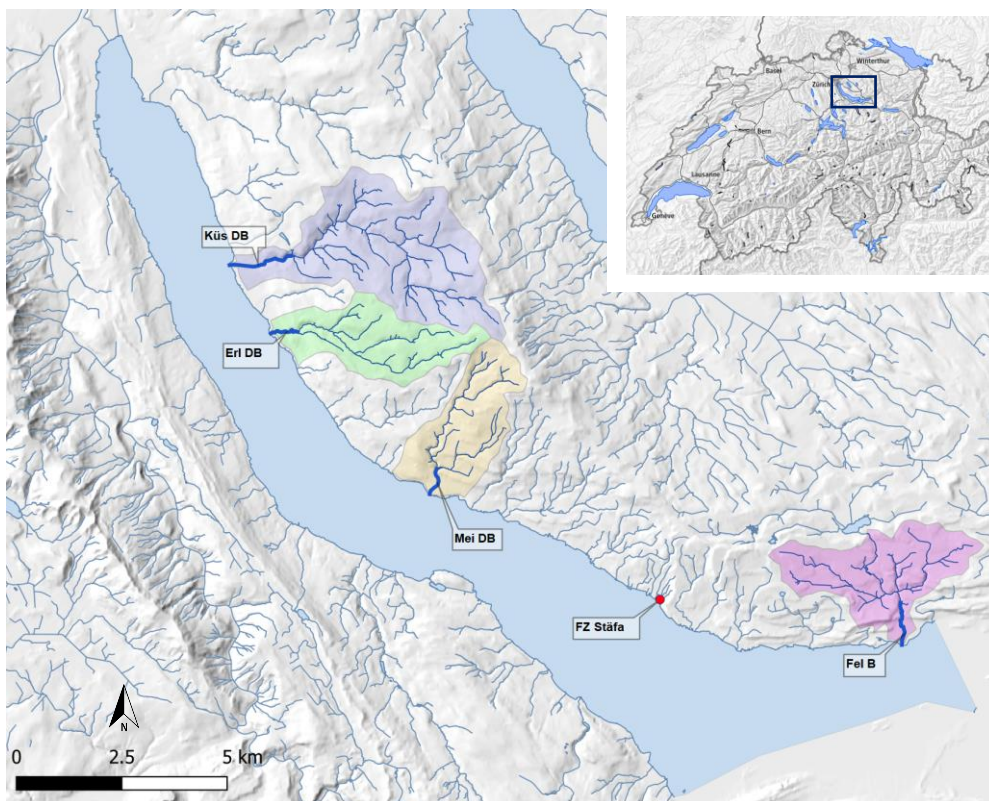 Küs DB
Erl DB
Mei DB
FZ Stäfa
Fel B
N
0 2.5 5 km
Basel
Winterthur
Zürich
Bern
Lausanne
Genève